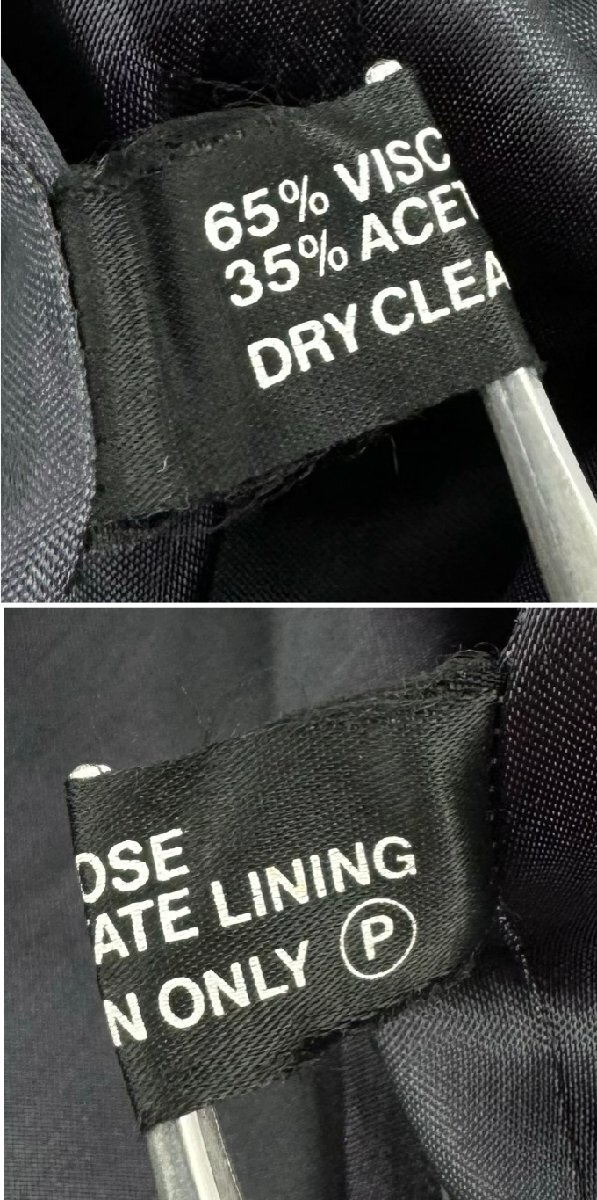 65% VISC
35% ACET
DRY CLEA
OSE
ATE LINING
N ONLY P